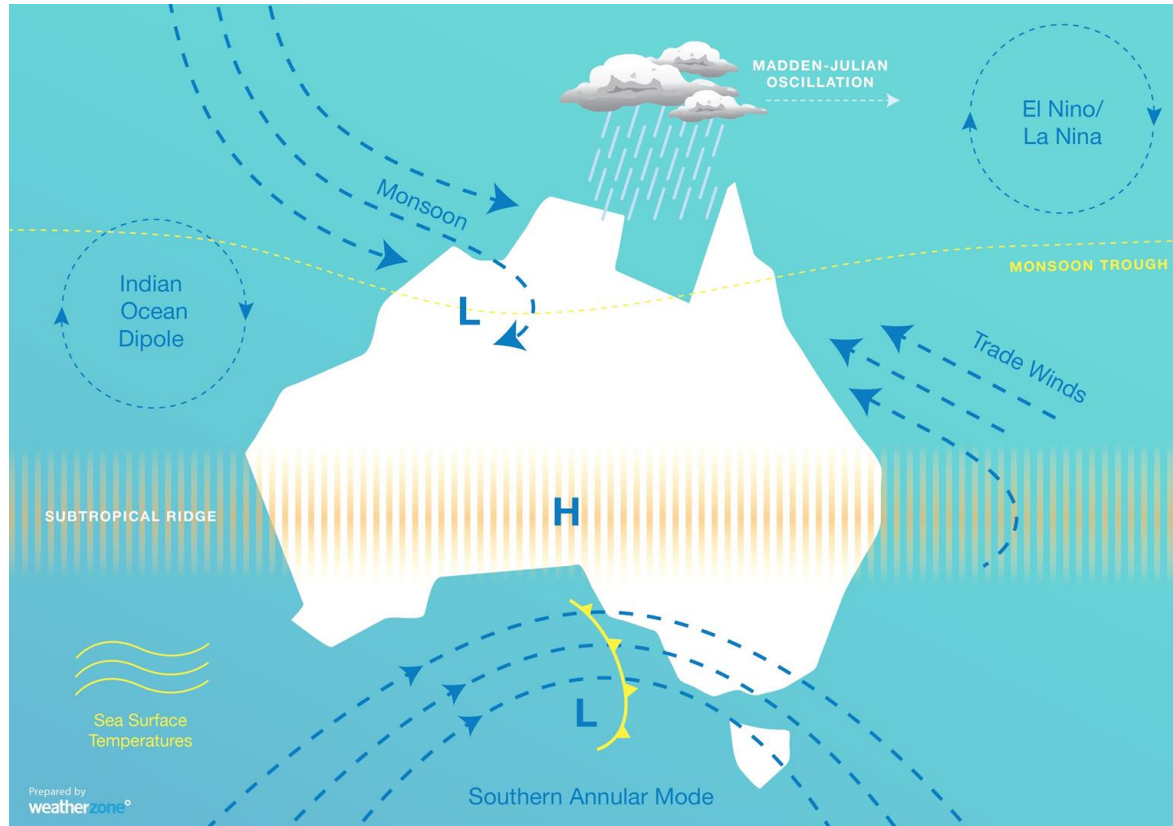 MADDEN-JULIAN
OSCILLATION
El Nino/
La Nina
Monsoon
MONSOON TROUGH
Indian
Ocean
Dipole
L
Trade Winds
SUBTROPICAL RIDGE
H
L
Sea Surface
Temperatures
Southern Annular Mode
Prepared by
weatherzone°